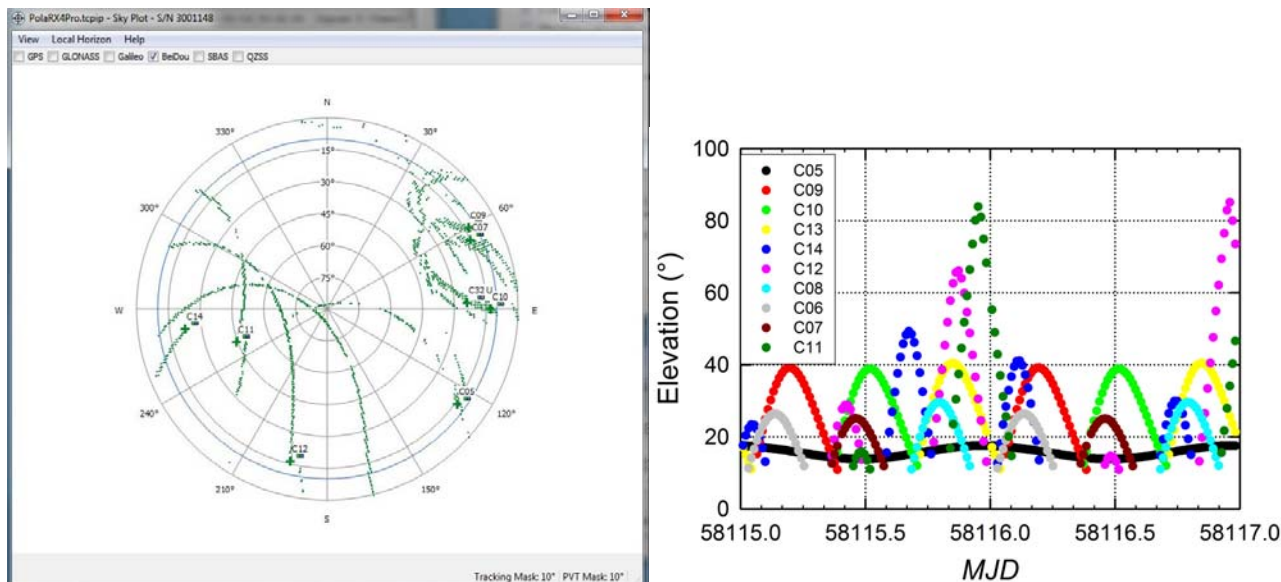 PolaRX4Pro.tcpip - Sky Plot - S/N 3001148
View Local Horizon Help
GPS GLONASS Galileo BeiDou SBAS QZSS
N
330°
30°
15°
30°
300°
60°
45°
C09
60°
C07
75°
C32 U
C10
W
E
C14
C11
C05
240°
120°
C12
210°
150°
S
Tracking Mask: 10° PVT Mask: 10°
100
80
60
40
20
0
Elevation (°)
C05
C09
C10
C13
C14
C12
C08
C06
C07
C11
58115.0 58115.5 58116.0 58116.5 58117.0
MJD